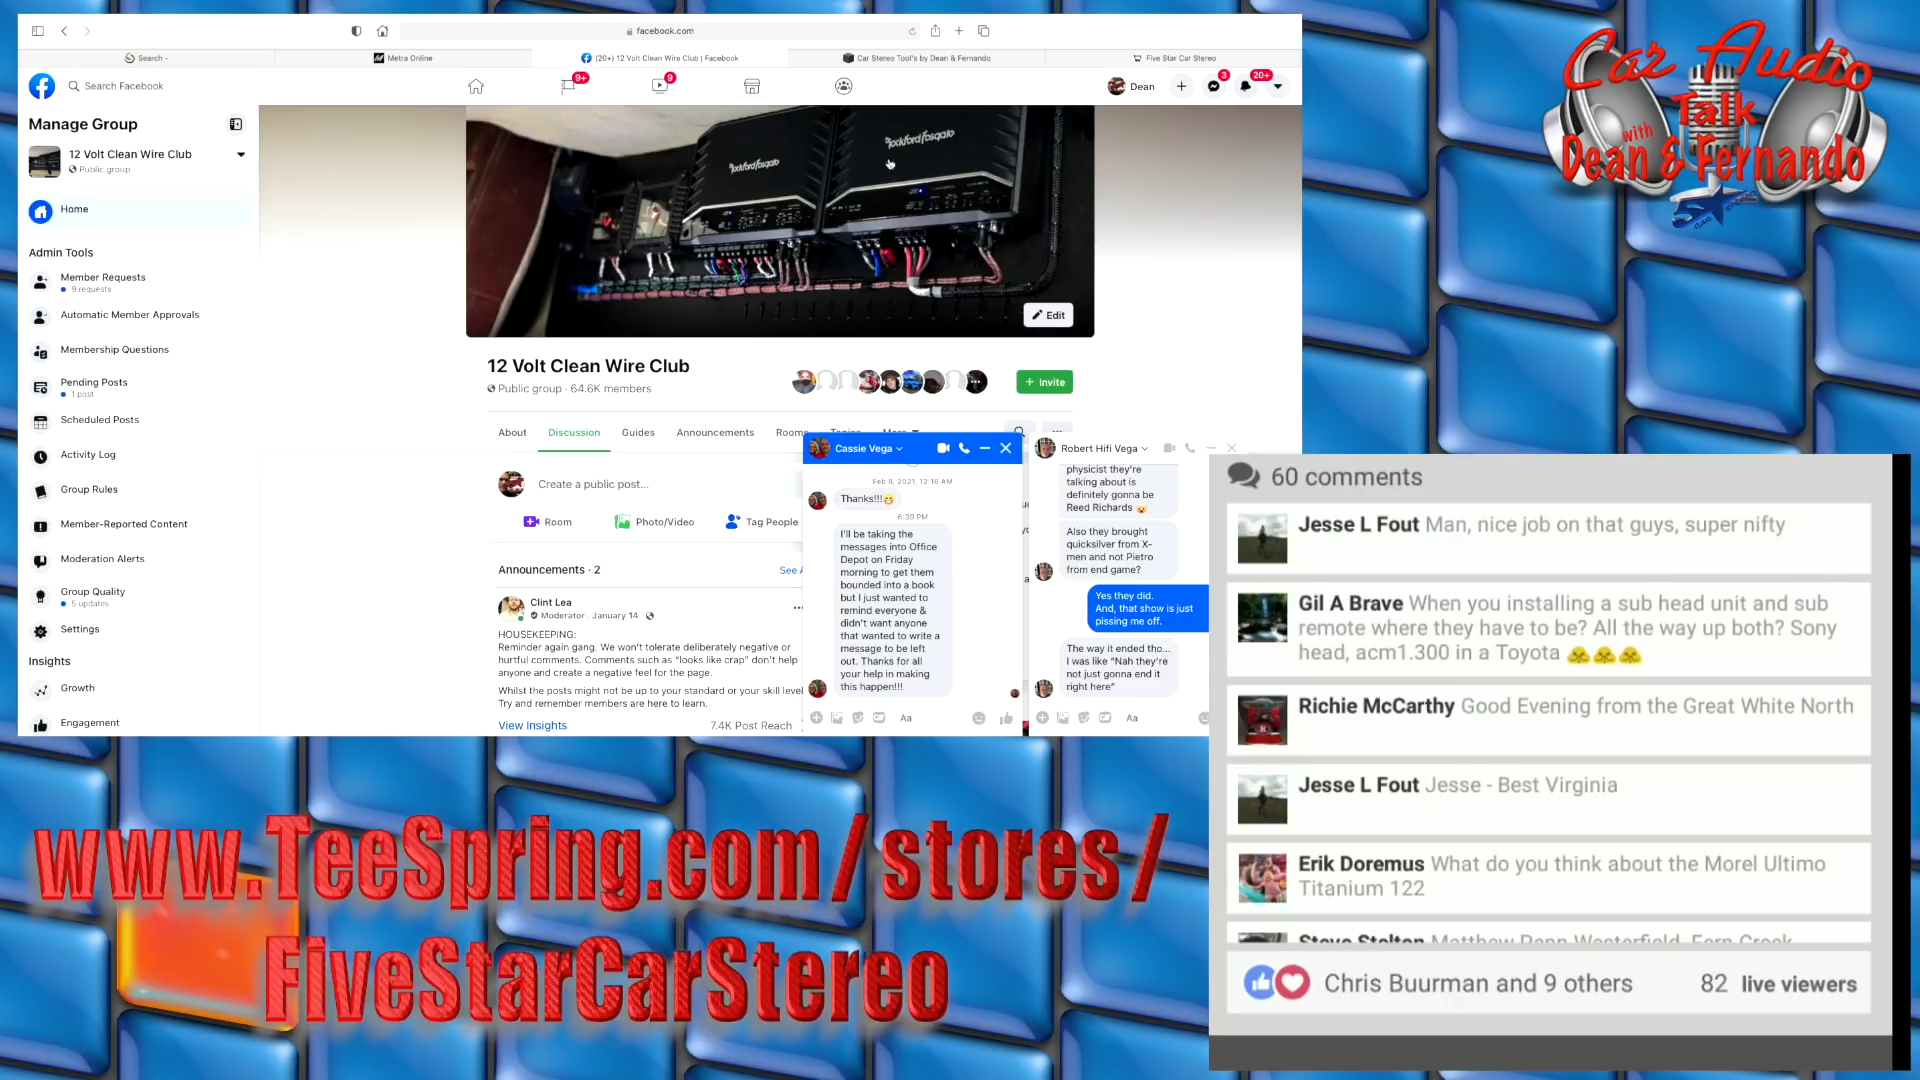 facebook.com
Search -
Metra Online
(20+) 12 Volt Clean Wire Club | Facebook
Car Stereo Tool's by Dean & Fernando
Five Star Car Stereo
Search Facebook
9+
9
Dean
3
20+
Manage Group
12 Volt Clean Wire Club
Public group
Home
Admin Tools
Member Requests
9 requests
Automatic Member Approvals
Membership Questions
Pending Posts
1 post
Scheduled Posts
Activity Log
Group Rules
Member-Reported Content
Moderation Alerts
Group Quality
5 updates
Settings
Insights
Growth
Engagement
rockford fosgate
rockford fosgate
Edit
12 Volt Clean Wire Club
Public group · 64.6K members
+ Invite
About
Discussion
Guides
Announcements
Rooms
Topics
More
Create a public post...
Room
Photo/Video
Tag People
Announcements · 2
See A
Clint Lea
Moderator · January 14
HOUSEKEEPING:
Reminder again gang. We won't tolerate deliberately negative or
hurtful comments. Comments such as "looks like crap" don't help
anyone and create a negative feel for the page.
Whilst the posts might not be up to your standard or your skill level
Try and remember members are here to learn.
View Insights
7.4K Post Reach
Cassie Vega
Feb 8, 2021, 12:16 AM
Thanks!!!😁
6:39 PM
I'll be taking the
messages into Office
Depot on Friday
morning to get them
bounded into a book
but I just wanted to
remind everyone &
didn't want anyone
that wanted to write a
message to be left
out. Thanks for all
your help in making
this happen!!!
Aa
Robert Hifi Vega
physicist they're
talking about is
definitely gonna be
Reed Richards
Also they brought
quicksilver from X-
men and not Pietro
from end game?
Yes they did.
And, that show is just
pissing me off.
The way it ended tho...
I was like "Nah they're
not just gonna end it
right here"
Aa
Car Audio
Talk
with
Dean & Fernando
CAR STEREO
60 comments
Jesse L Fout Man, nice job on that guys, super nifty
Gil A Brave When you installing a sub head unit and sub
remote where they have to be? All the way up both? Sony
head, acm1.300 in a Toyota
Richie McCarthy Good Evening from the Great White North
Jesse L Fout Jesse - Best Virginia
Erik Doremus What do you think about the Morel Ultimo
Titanium 122
Steve Stelton Matthew Penn Westerfield, Fern Creek
Chris Buurman and 9 others
82 live viewers
www.TeeSpring.com/stores/
FiveStarCarStereo